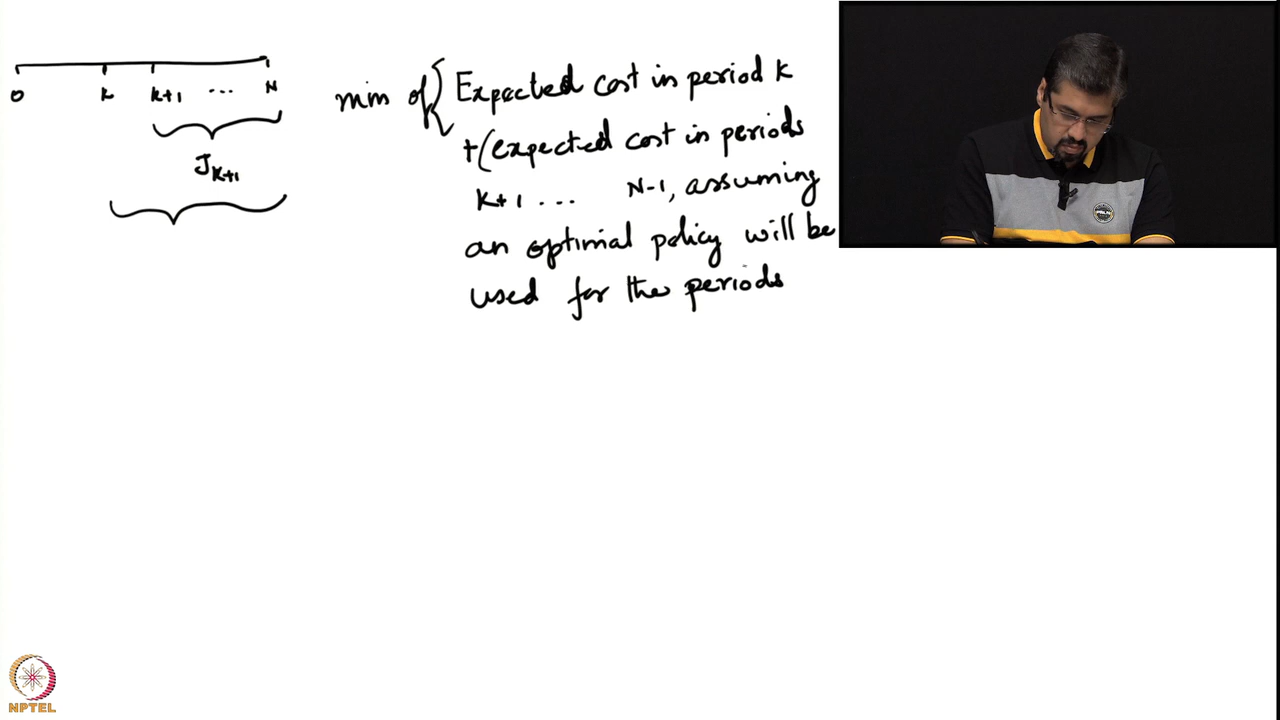 0 k k+1 ... N
J_{k+1}
min of { Expected cost in period k
+ (expected cost in periods
k+1 ... N-1, assuming
an optimal policy will be
used for the periods
NPTEL